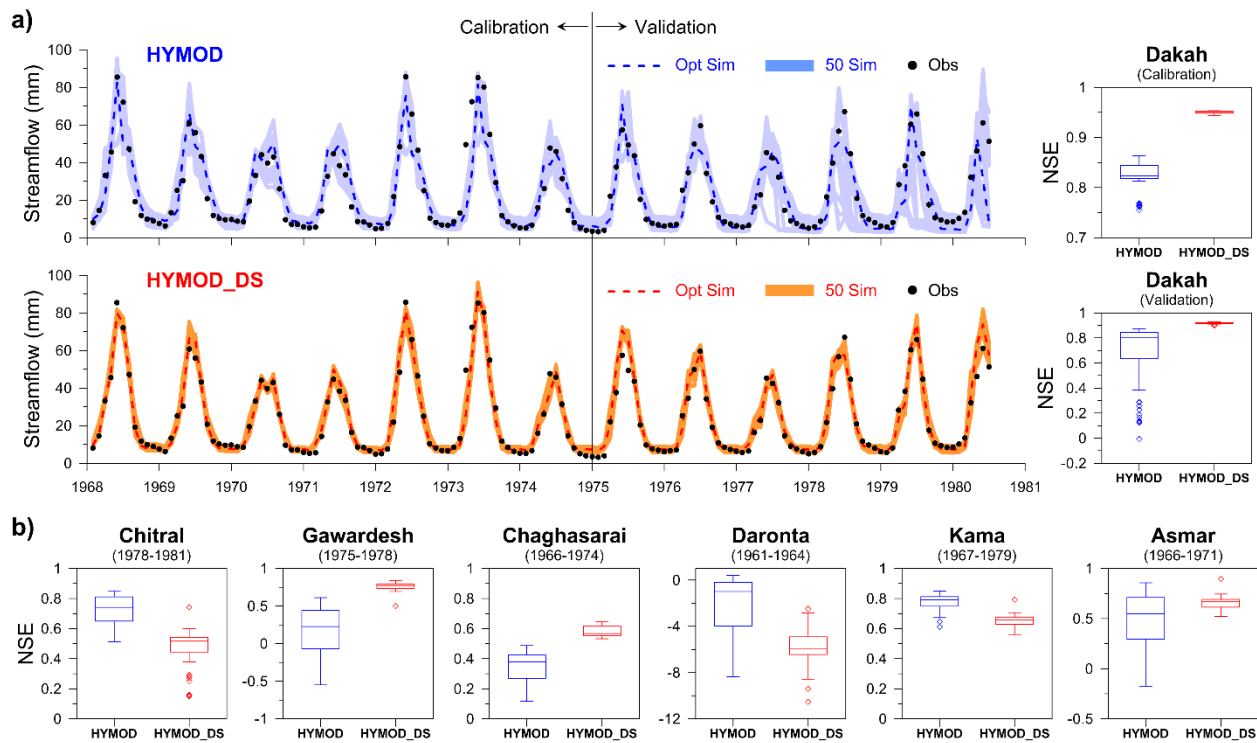 a)
Calibration
Validation
HYMOD
Opt Sim
50 Sim
Obs
Streamflow (mm)
100
80
60
40
20
0
Dakah
(Calibration)
NSE
1
0.9
0.8
0.7
HYMOD HYMOD_DS
HYMOD_DS
Opt Sim
50 Sim
Obs
Streamflow (mm)
100
80
60
40
20
0
1968 1969 1970 1971 1972 1973 1974 1975 1976 1977 1978 1979 1980 1981
Dakah
(Validation)
NSE
1
0.8
0.6
0.4
0.2
0
-0.2
HYMOD HYMOD_DS
b)
Chitral
(1978-1981)
NSE
1
0.8
0.6
0.4
0.2
0
HYMOD HYMOD_DS
Gawardesh
(1975-1978)
1
0.5
0
-0.5
-1
HYMOD HYMOD_DS
Chaghasarai
(1966-1974)
1
0.8
0.6
0.4
0.2
0
HYMOD HYMOD_DS
Daronta
(1961-1964)
0
-4
-8
-12
HYMOD HYMOD_DS
Kama
(1967-1979)
1
0.8
0.6
0.4
0.2
0
HYMOD HYMOD_DS
Asmar
(1966-1971)
1
0.5
0
-0.5
HYMOD HYMOD_DS